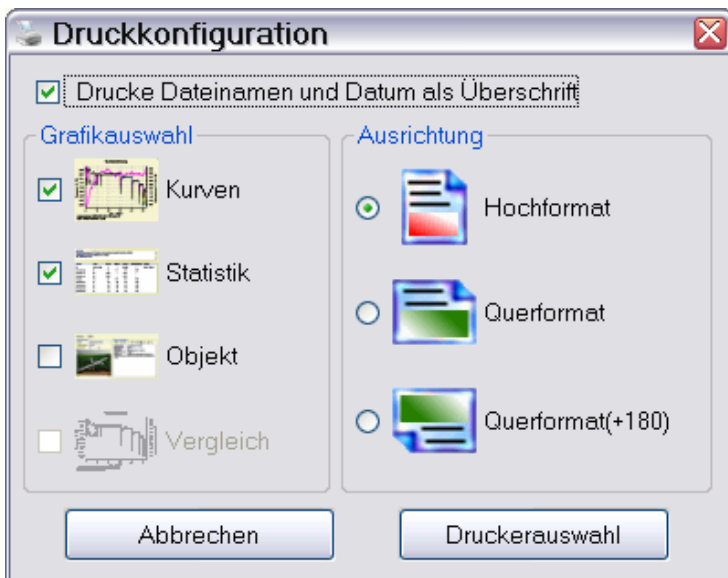 Druckkonfiguration
Drucke Dateinamen und Datum als Überschrift
Grafikauswahl
Kurven
Statistik
Objekt
Vergleich
Ausrichtung
Hochformat
Querformat
Querformat(+180)
Abbrechen
Druckerauswahl